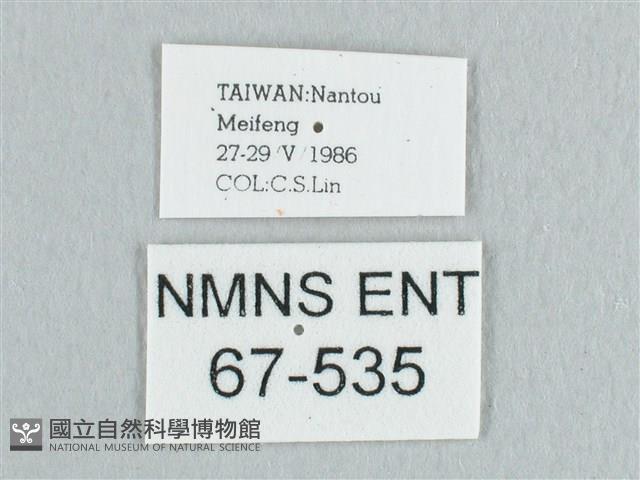 TAIWAN:Nantou
Meifeng
27-29/V/1986
COL:C.S.Lin
NMNS ENT
67-535
國立自然科學博物館
NATIONAL MUSEUM OF NATURAL SCIENCE